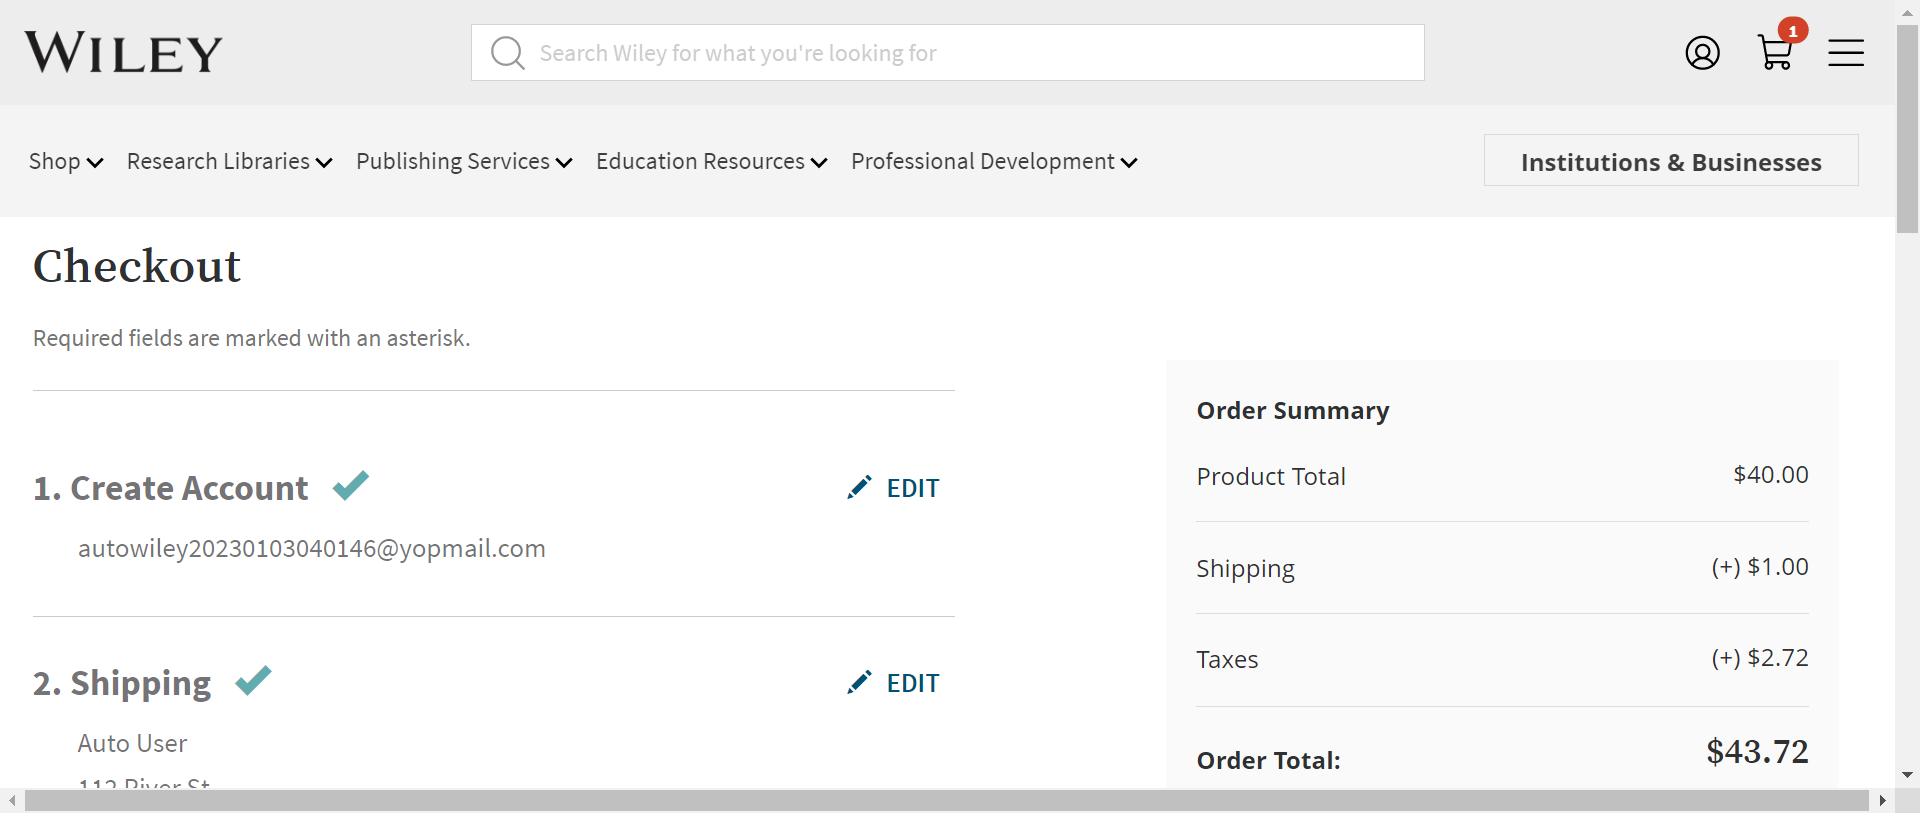 WILEY
Search Wiley for what you're looking for
1
Shop Research Libraries Publishing Services Education Resources Professional Development
Institutions & Businesses
Checkout
Required fields are marked with an asterisk.
1. Create Account
EDIT
autowiley20230103040146@yopmail.com
2. Shipping
EDIT
Auto User
112 River St
Order Summary
Product Total $40.00
Shipping (+) $1.00
Taxes (+) $2.72
Order Total: $43.72